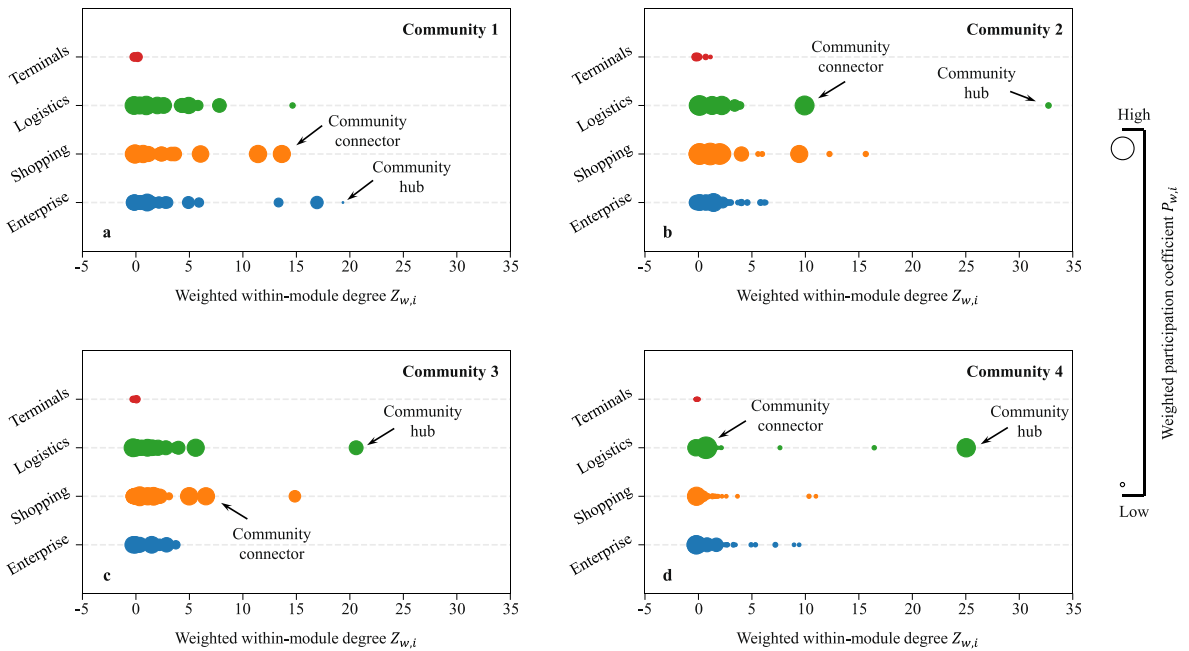 Community 1
Terminals
Logistics
Shopping
Enterprise
Community
connector
Community
hub
a
-5
0
5
10
15
20
25
30
35
Weighted within-module degree Z_{w,i}
Community 2
Terminals
Logistics
Shopping
Enterprise
Community
connector
Community
hub
b
-5
0
5
10
15
20
25
30
35
Weighted within-module degree Z_{w,i}
Community 3
Terminals
Logistics
Shopping
Enterprise
Community
hub
Community
connector
c
-5
0
5
10
15
20
25
30
35
Weighted within-module degree Z_{w,i}
Community 4
Terminals
Logistics
Shopping
Enterprise
Community
connector
Community
hub
d
-5
0
5
10
15
20
25
30
35
Weighted within-module degree Z_{w,i}
High
Weighted participation coefficient P_{w,i}
Low